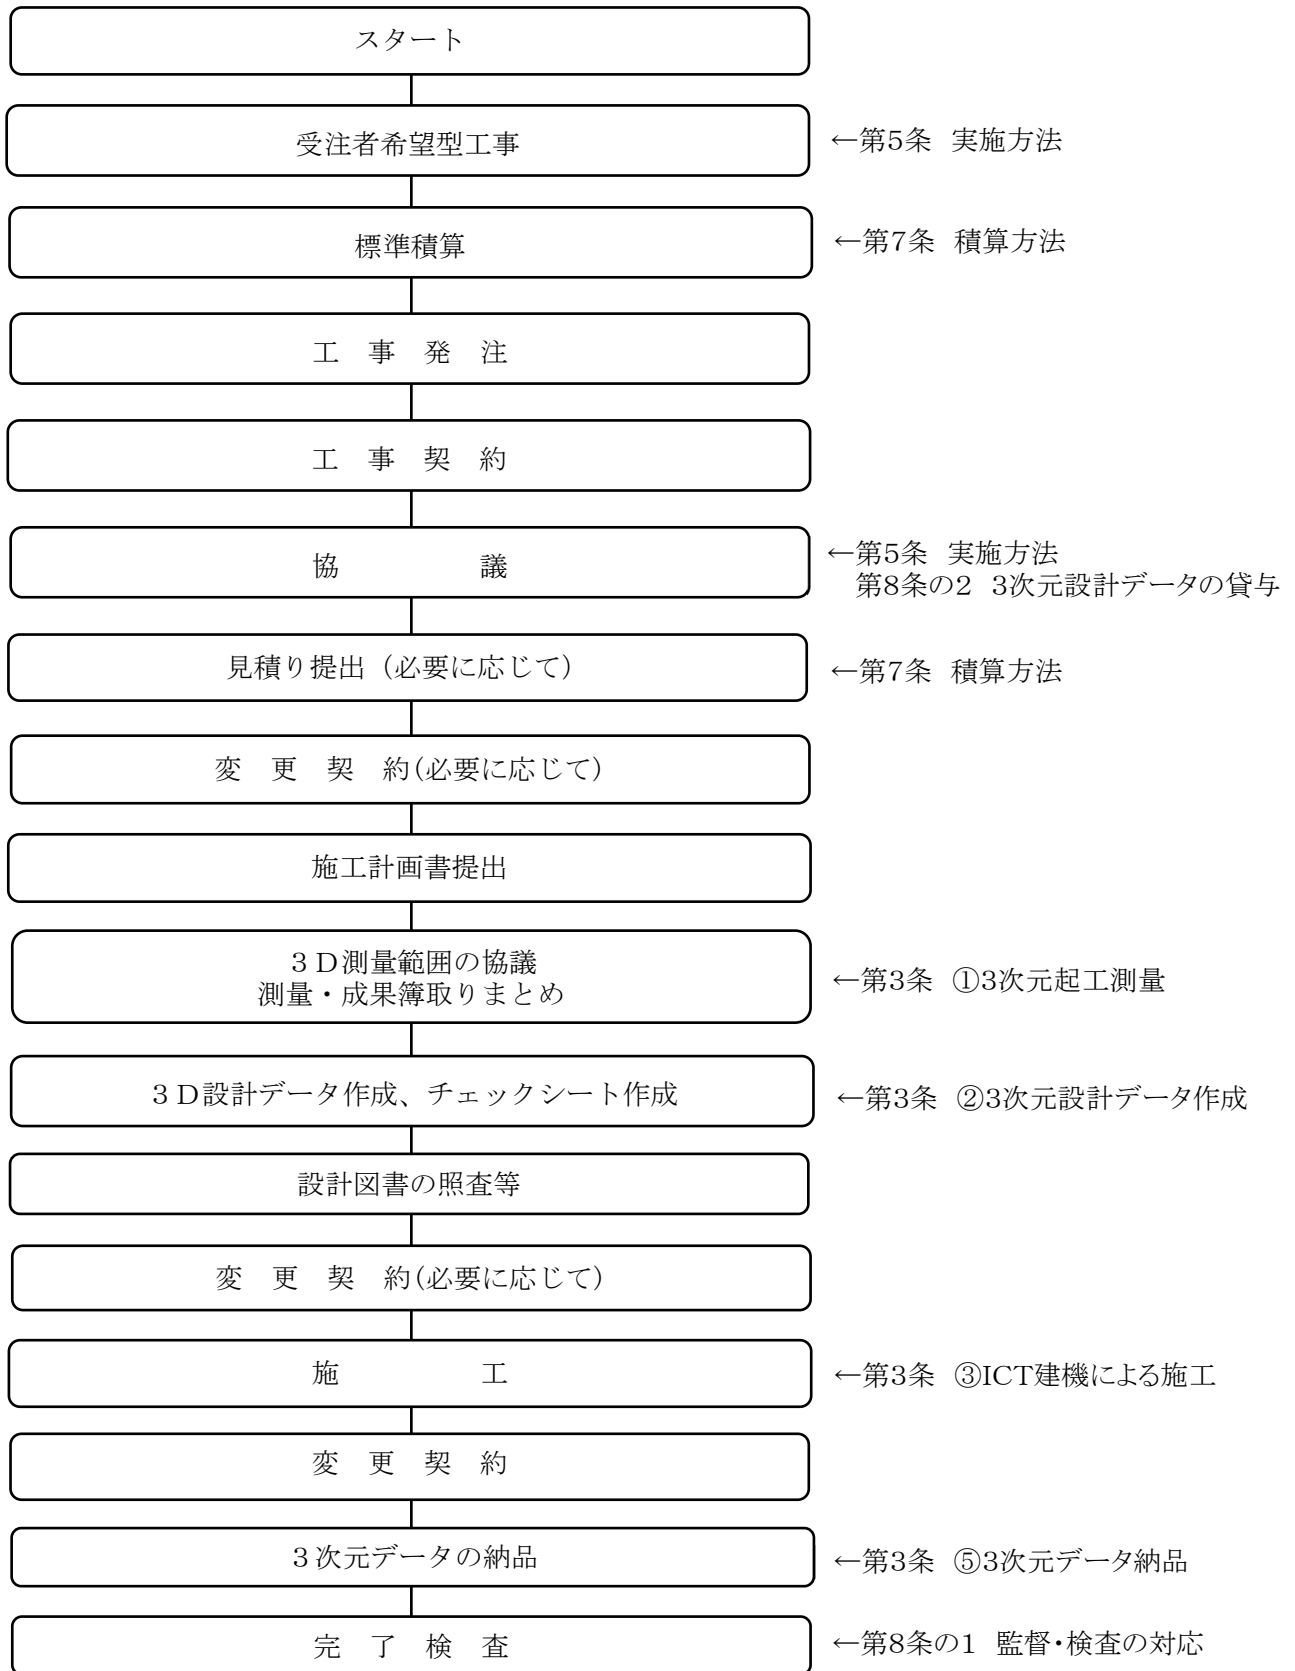 スタート
受注者希望型工事
←第5条　実施方法
標準積算
←第7条　積算方法
工　事　発　注
工　事　契　約
協　　　　　議
←第5条　実施方法
第8条の2　3次元設計データの貸与
見積り提出（必要に応じて）
←第7条　積算方法
変　更　契　約(必要に応じて)
施工計画書提出
３Ｄ測量範囲の協議
測量・成果簿取りまとめ
←第3条　①3次元起工測量
３Ｄ設計データ作成、チェックシート作成
←第3条　②3次元設計データ作成
設計図書の照査等
変　更　契　約(必要に応じて)
施　　　　　工
←第3条　③ICT建機による施工
変　更　契　約
３次元データの納品
←第3条　⑤3次元データ納品
完　了　検　査
←第8条の1　監督・検査の対応